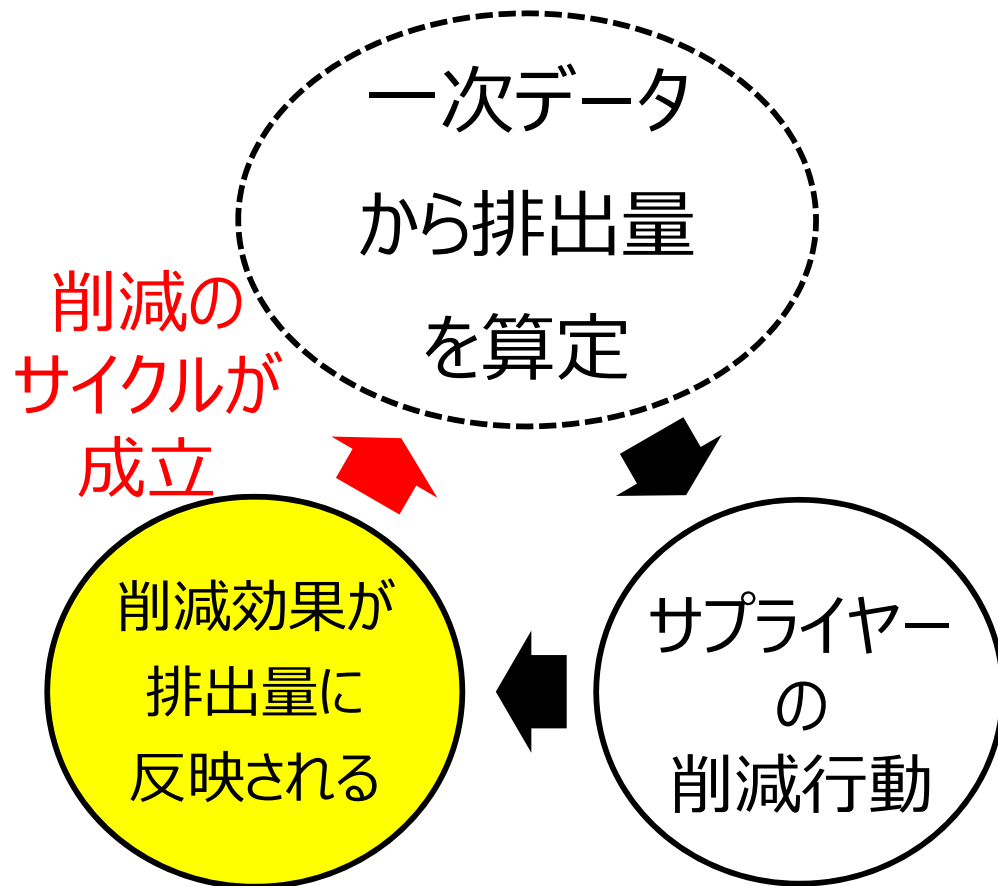 一次データ
から排出量
を算定
削減の
サイクルが
成立
削減効果が
排出量に
反映される
サプライヤー
の
削減行動